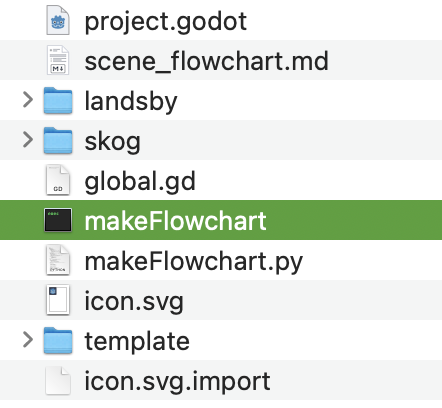 project.godot
scene_flowchart.md
landsby
skog
global.gd
makeFlowchart
makeFlowchart.py
icon.svg
template
icon.svg.import